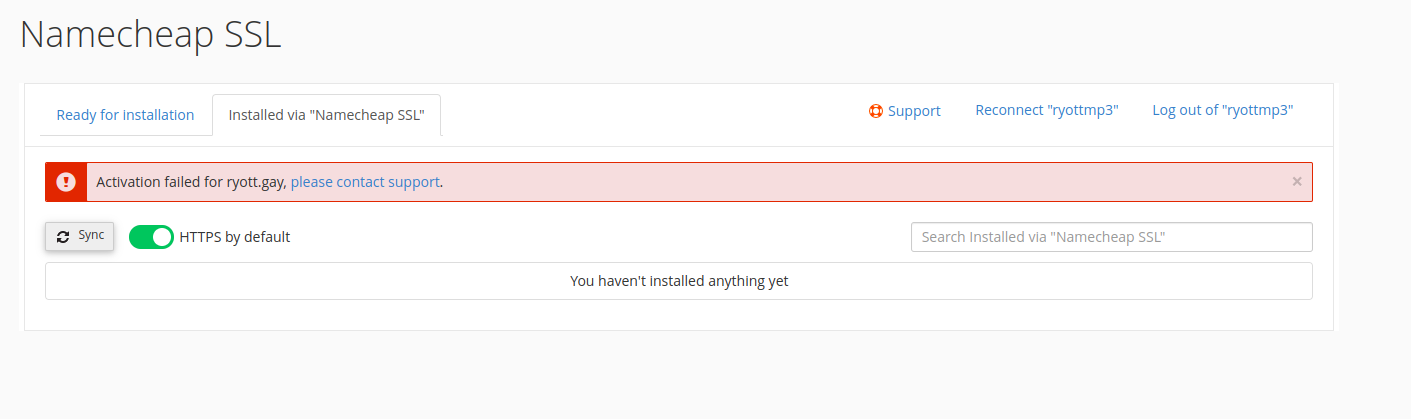 Namecheap SSL
Ready for installation
Installed via "Namecheap SSL"
Support
Reconnect "ryottmp3"
Log out of "ryottmp3"
Activation failed for ryott.gay, please contact support.
Sync
HTTPS by default
Search Installed via "Namecheap SSL"
You haven't installed anything yet